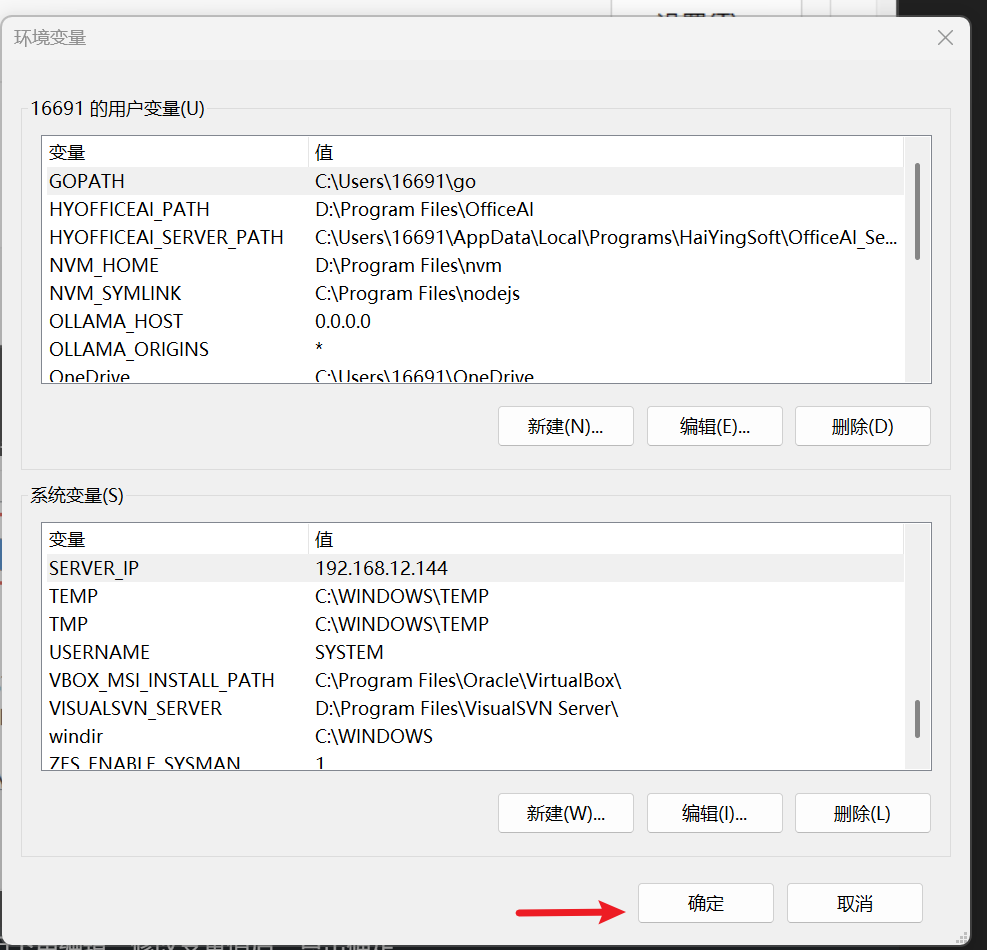 设置(T)
环境变量
16691 的用户变量(U)
变量 值
GOPATH C:\Users\16691\go
HYOFFICEAI_PATH D:\Program Files\OfficeAI
HYOFFICEAI_SERVER_PATH C:\Users\16691\AppData\Local\Programs\HaiYingSoft\OfficeAI_Se...
NVM_HOME D:\Program Files\nvm
NVM_SYMLINK C:\Program Files\nodejs
OLLAMA_HOST 0.0.0.0
OLLAMA_ORIGINS *
OneDrive C:\Users\16691\OneDrive
新建(N)... 编辑(E)... 删除(D)
系统变量(S)
变量 值
SERVER_IP 192.168.12.144
TEMP C:\WINDOWS\TEMP
TMP C:\WINDOWS\TEMP
USERNAME SYSTEM
VBOX_MSI_INSTALL_PATH C:\Program Files\Oracle\VirtualBox\
VISUALSVN_SERVER D:\Program Files\VisualSVN Server\
windir C:\WINDOWS
ZES_ENABLE_SYSMAN 1
新建(W)... 编辑(I)... 删除(L)
确定 取消